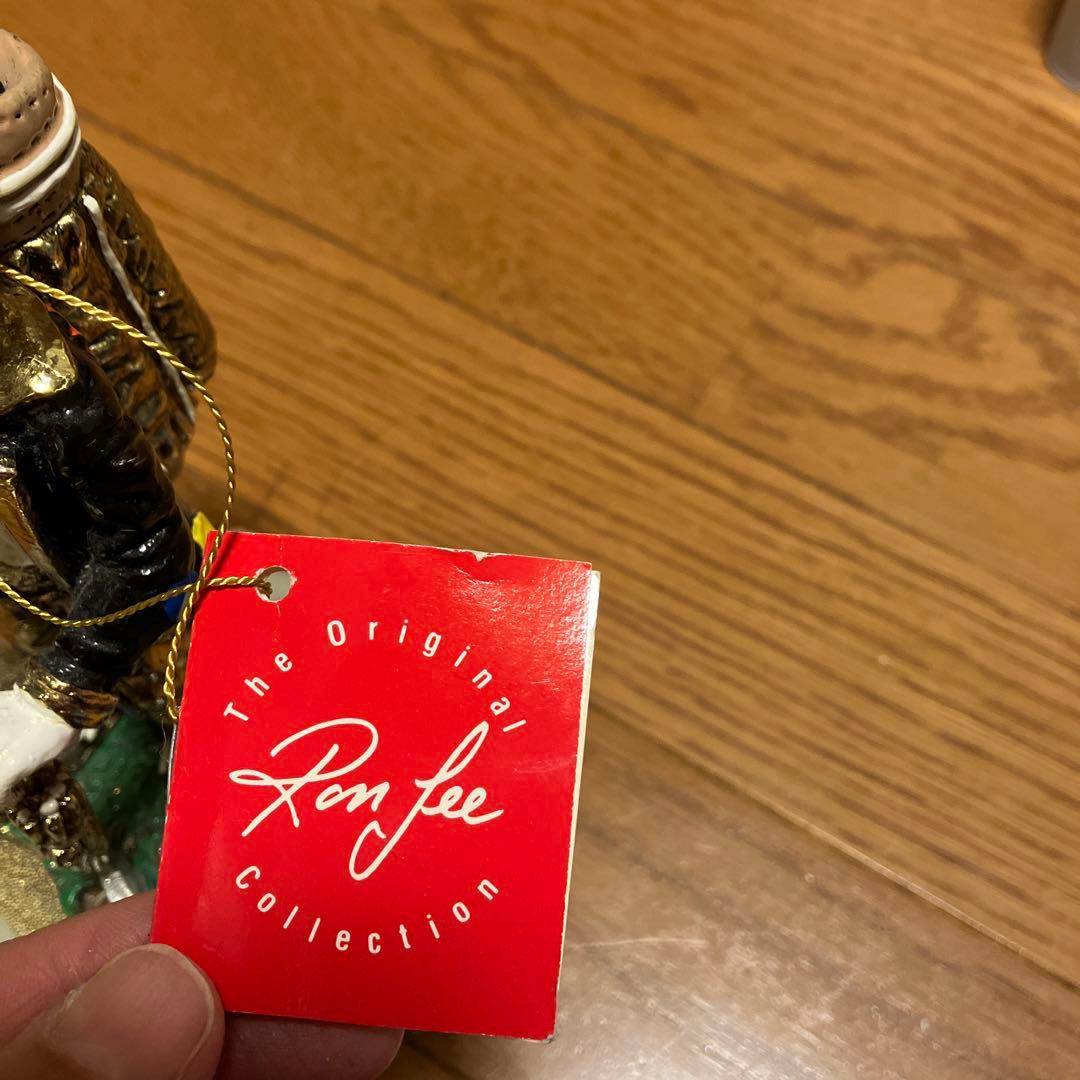 The Original
Ron Lee
Collection